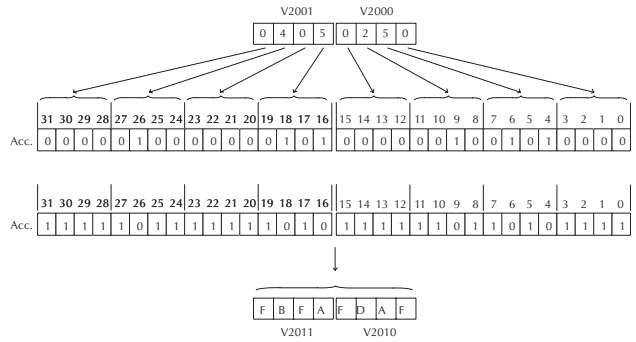 V2001 V2000
0 4 0 5 0 2 5 0
31 30 29 28 27 26 25 24 23 22 21 20 19 18 17 16 15 14 13 12 11 10 9 8 7 6 5 4 3 2 1 0
Acc. 0 0 0 0 0 1 0 0 0 0 0 0 0 1 0 1 0 0 0 0 0 0 1 0 0 1 0 1 0 0 0 0
31 30 29 28 27 26 25 24 23 22 21 20 19 18 17 16 15 14 13 12 11 10 9 8 7 6 5 4 3 2 1 0
Acc. 1 1 1 1 1 0 1 1 1 1 1 1 1 0 1 0 1 1 1 1 1 1 0 1 1 0 1 0 1 1 1 1
F B F A F D A F
V2011 V2010